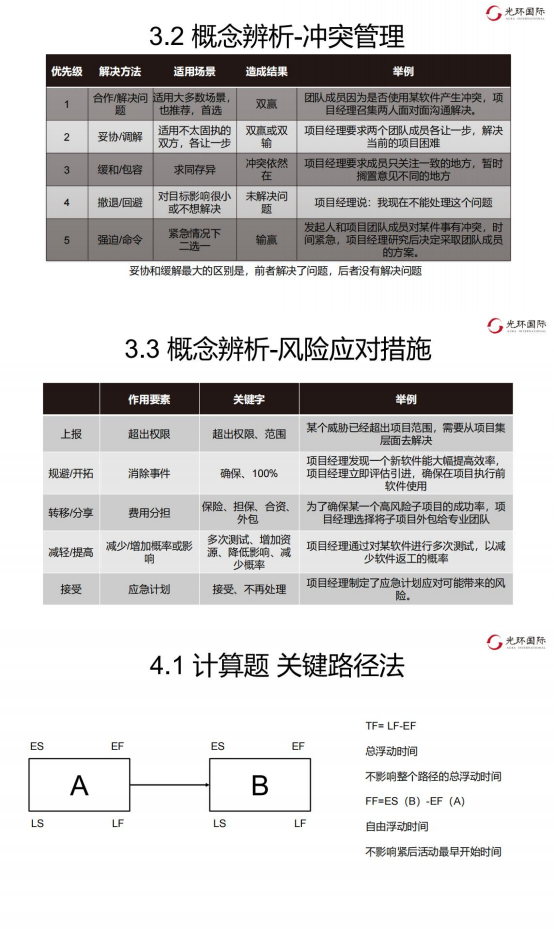 光环国际
AURA INTERNATIONAL
3.2 概念辨析-冲突管理
优先级 解决方法 适用场景 造成结果 举例
1 合作/解决问题 适用大多数场景，也推荐，首选 双赢 团队成员因为是否使用某软件产生冲突，项目经理召集两人面对面沟通解决。
2 妥协/调解 适用不太固执的双方，各让一步 双赢或双输 项目经理要求两个团队成员各让一步，解决当前的项目困难
3 缓和/包容 求同存异 冲突依然在 项目经理要求成员只关注一致的地方，暂时搁置意见不同的地方
4 撤退/回避 对目标影响很小或不想解决 未解决问题 项目经理说：我现在不能处理这个问题
5 强迫/命令 紧急情况下二选一 输赢 发起人和项目团队成员对某件事有冲突，时间紧急，项目经理研究后决定采取团队成员的方案。
妥协和缓解最大的区别是，前者解决了问题，后者没有解决问题
光环国际
AURA INTERNATIONAL
3.3 概念辨析-风险应对措施
作用要素 关键字 举例
上报 超出权限 超出权限、范围 某个威胁已经超出项目范围，需要从项目集层面去解决
规避/开拓 消除事件 确保、100% 项目经理发现一个新软件能大幅提高效率，项目经理立即评估引进，确保在项目执行前软件使用
转移/分享 费用分担 保险、担保、合资、外包 为了确保某一个高风险子项目的成功率，项目经理选择将子项目外包给专业团队
减轻/提高 减少/增加概率或影响 多次测试、增加资源、降低影响、减少概率 项目经理通过对某软件进行多次测试，以减少软件返工的概率
接受 应急计划 接受、不再处理 项目经理制定了应急计划应对可能带来的风险。
光环国际
AURA INTERNATIONAL
4.1 计算题 关键路径法
ES EF ES EF
A B
LS LF LS LF
TF= LF-EF
总浮动时间
不影响整个路径的总浮动时间
FF=ES（B）-EF（A）
自由浮动时间
不影响紧后活动最早开始时间